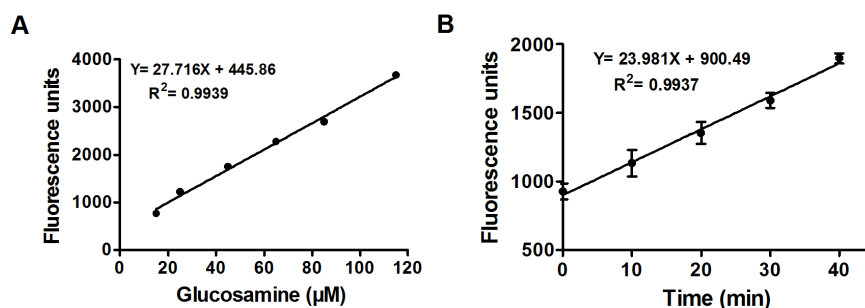 A
Y= 27.716X + 445.86
R²= 0.9939
Fluorescence units
4000
3000
2000
1000
0
0 20 40 60 80 100 120
Glucosamine (µM)
B
Y= 23.981X + 900.49
R²= 0.9937
Fluorescence units
2000
1500
1000
500
0 10 20 30 40
Time (min)